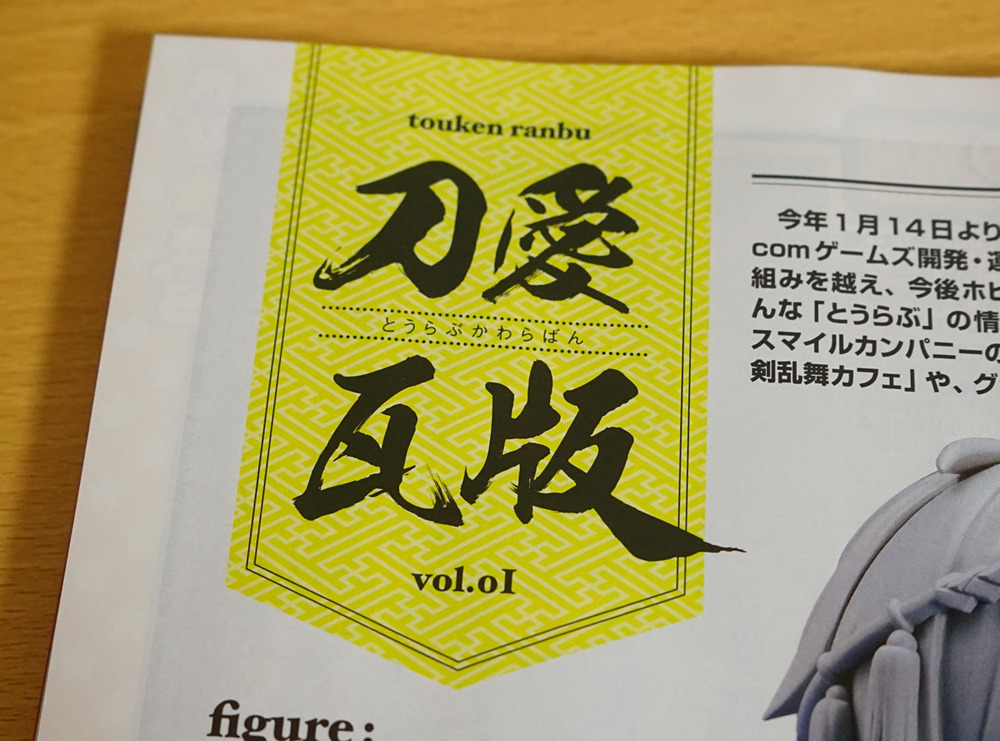 touken ranbu
刀愛
とうらぶかわらばん
瓦版
vol.01
今年1月14日より
comゲームズ開発・運
組みを越え、今後ホビ
んな「とうらぶ」の情
スマイルカンパニーの
剣乱舞カフェ」や、グ
figure: